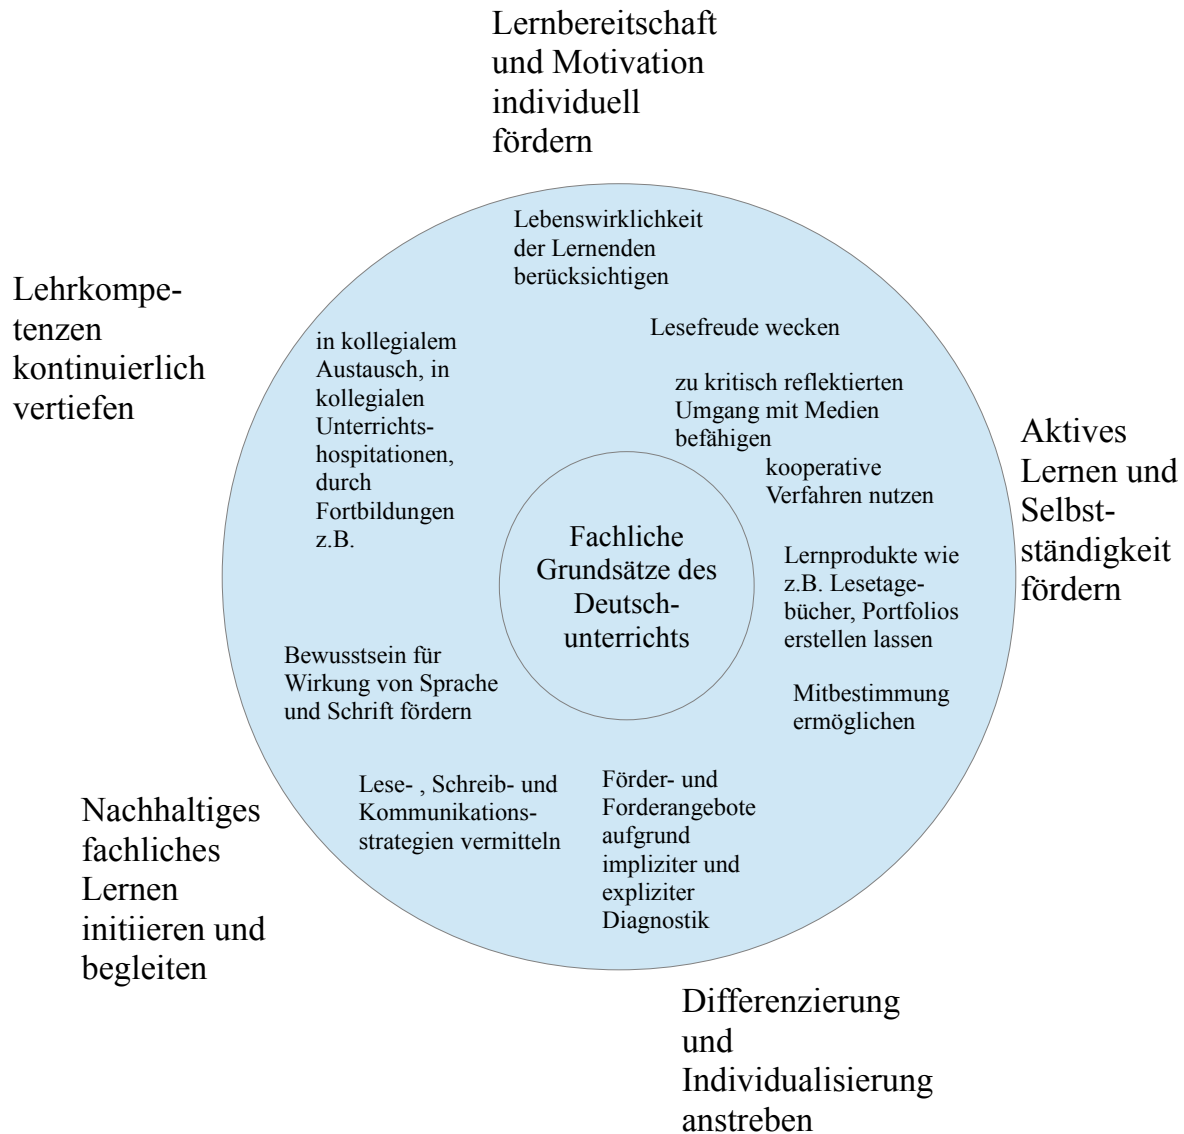 Lernbereitschaft
und Motivation
individuell
fördern
Lebenswirklichkeit
der Lernenden
berücksichtigen
Lehrkompe-
tenzen
kontinuierlich
vertiefen
in kollegialem
Austausch, in
kollegialen
Unterrichts-
hospitationen,
durch
Fortbildungen
z.B.
Lesefreude wecken
zu kritisch reflektierten
Umgang mit Medien
befähigen
kooperative
Verfahren nutzen
Aktives
Lernen und
Selbst-
ständigkeit
fördern
Fachliche
Grundsätze des
Deutsch-
unterrichts
Lernprodukte wie
z.B. Lesetage-
bücher, Portfolios
erstellen lassen
Bewusstsein für
Wirkung von Sprache
und Schrift fördern
Mitbestimmung
ermöglichen
Lese- , Schreib- und
Kommunikations-
strategien vermitteln
Förder- und
Forderangebote
aufgrund
impliziter und
expliziter
Diagnostik
Nachhaltiges
fachliches
Lernen
initiieren und
begleiten
Differenzierung
und
Individualisierung
anstreben